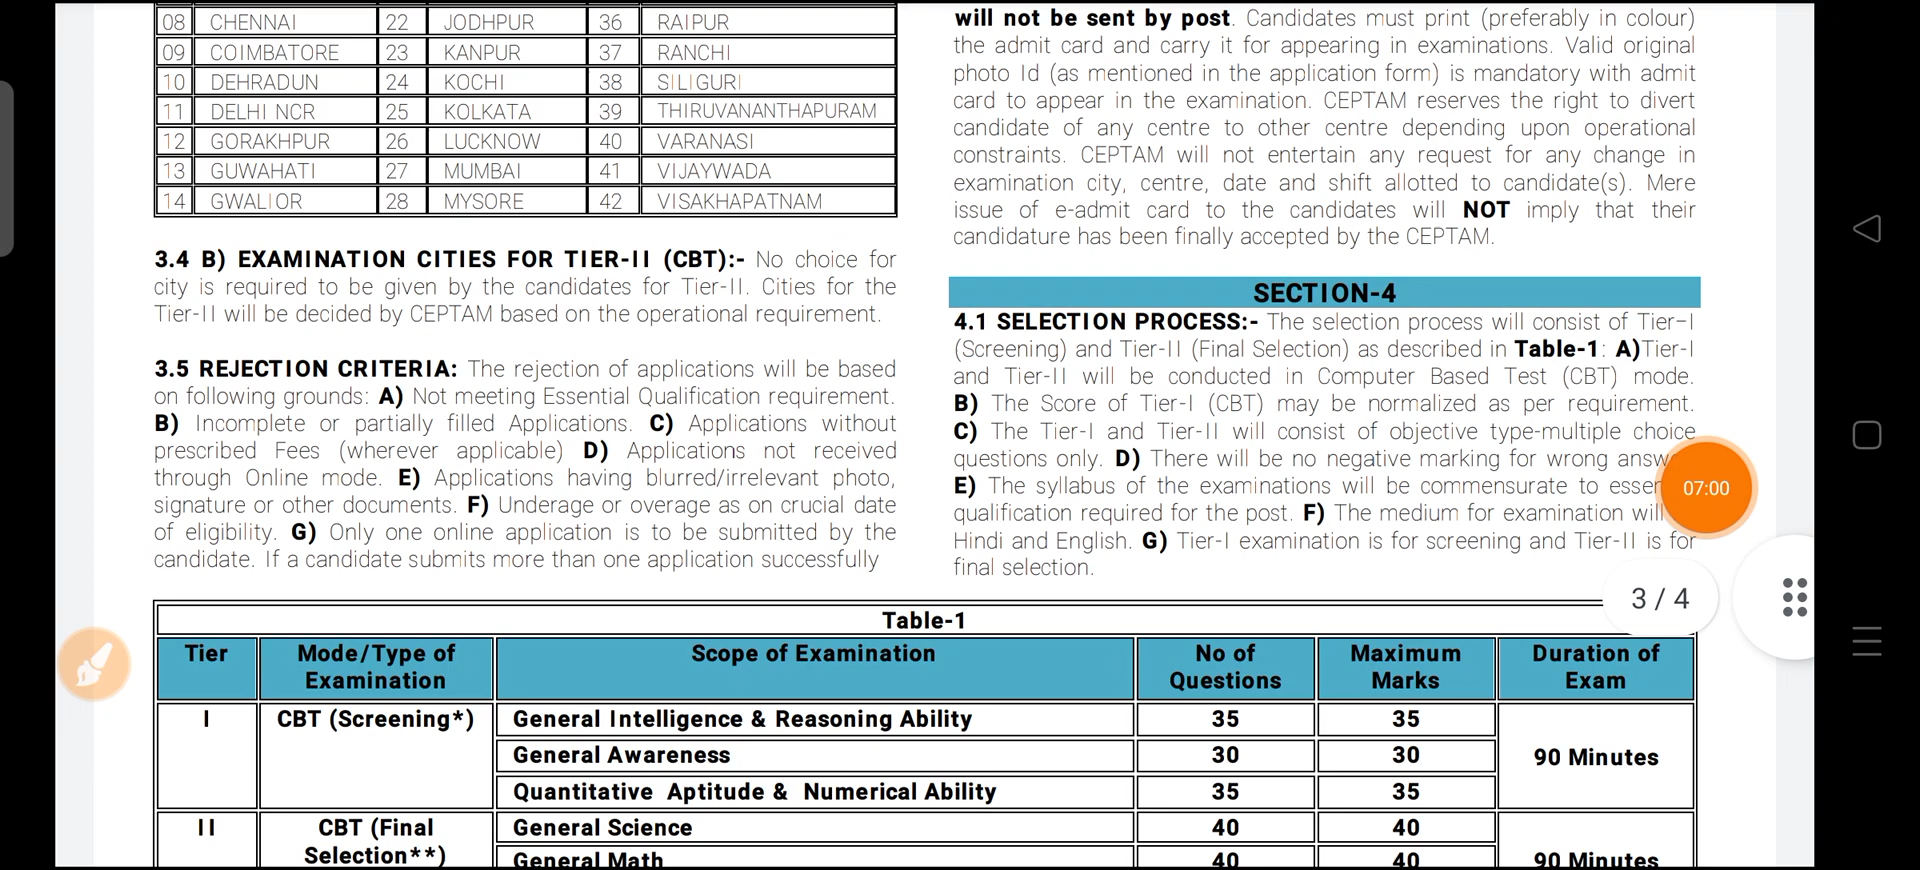 08 CHENNAI 22 JODHPUR 36 RAIPUR
09 COIMBATORE 23 KANPUR 37 RANCHI
10 DEHRADUN 24 KOCHI 38 SILIGURI
11 DELHI NCR 25 KOLKATA 39 THIRUVANANTHAPURAM
12 GORAKHPUR 26 LUCKNOW 40 VARANASI
13 GUWAHATI 27 MUMBAI 41 VIJAYWADA
14 GWALIOR 28 MYSORE 42 VISAKHAPATNAM
3.4 B) EXAMINATION CITIES FOR TIER-II (CBT):- No choice for
city is required to be given by the candidates for Tier-II. Cities for the
Tier-II will be decided by CEPTAM based on the operational requirement.
3.5 REJECTION CRITERIA: The rejection of applications will be based
on following grounds: A) Not meeting Essential Qualification requirement.
B) Incomplete or partially filled Applications. C) Applications without
prescribed Fees (wherever applicable) D) Applications not received
through Online mode. E) Applications having blurred/irrelevant photo,
signature or other documents. F) Underage or overage as on crucial date
of eligibility. G) Only one online application is to be submitted by the
candidate. If a candidate submits more than one application successfully
will not be sent by post. Candidates must print (preferably in colour)
the admit card and carry it for appearing in examinations. Valid original
photo Id (as mentioned in the application form) is mandatory with admit
card to appear in the examination. CEPTAM reserves the right to divert
candidate of any centre to other centre depending upon operational
constraints. CEPTAM will not entertain any request for any change in
examination city, centre, date and shift allotted to candidate(s). Mere
issue of e-admit card to the candidates will NOT imply that their
candidature has been finally accepted by the CEPTAM.
SECTION-4
4.1 SELECTION PROCESS:- The selection process will consist of Tier–I
(Screening) and Tier-II (Final Selection) as described in Table-1: A)Tier-I
and Tier-II will be conducted in Computer Based Test (CBT) mode.
B) The Score of Tier-I (CBT) may be normalized as per requirement.
C) The Tier-I and Tier-II will consist of objective type-multiple choice
questions only. D) There will be no negative marking for wrong
E) The syllabus of the examinations will be commensurate to
qualification required for the post. F) The medium for examination will
Hindi and English. G) Tier-I examination is for screening and Tier-II is for
final selection.
07:00
3 / 4
Table-1
Tier Mode/Type of Examination Scope of Examination No of Questions Maximum Marks Duration of Exam
I CBT (Screening*) General Intelligence & Reasoning Ability 35 35
General Awareness 30 30 90 Minutes
Quantitative Aptitude & Numerical Ability 35 35
II CBT (Final Selection**) General Science 40 40
General Math 40 40 90 Minutes